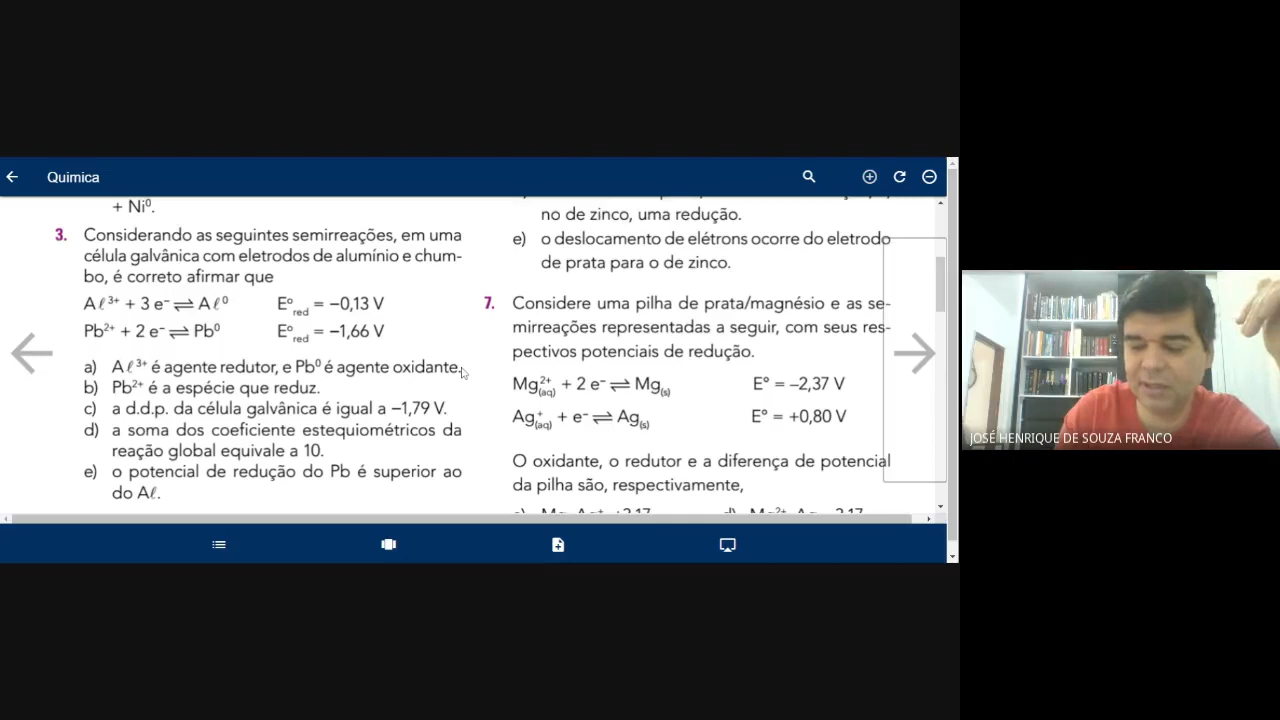 Quimica
+ Ni⁰.
3. Considerando as seguintes semirreações, em uma
célula galvânica com eletrodos de alumínio e chum-
bo, é correto afirmar que
Aℓ³⁺ + 3 e⁻ ⇌ Aℓ⁰ E°red = −0,13 V
Pb²⁺ + 2 e⁻ ⇌ Pb⁰ E°red = −1,66 V
a) Aℓ³⁺ é agente redutor, e Pb⁰ é agente oxidante.
b) Pb²⁺ é a espécie que reduz.
c) a d.d.p. da célula galvânica é igual a −1,79 V.
d) a soma dos coeficiente estequiométricos da
reação global equivale a 10.
e) o potencial de redução do Pb é superior ao
do Aℓ.
no de zinco, uma redução.
e) o deslocamento de elétrons ocorre do eletrodo
de prata para o de zinco.
7. Considere uma pilha de prata/magnésio e as se-
mirreações representadas a seguir, com seus res-
pectivos potenciais de redução.
Mg²⁺(aq) + 2 e⁻ ⇌ Mg(s) E° = −2,37 V
Ag⁺(aq) + e⁻ ⇌ Ag(s) E° = +0,80 V
O oxidante, o redutor e a diferença de potencial
da pilha são, respectivamente,
JOSÉ HENRIQUE DE SOUZA FRANCO